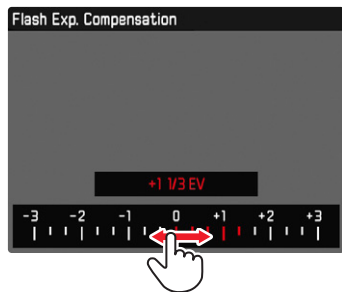 Flash Exp. Compensation
+1 1/3 EV
-3 -2 -1 0 +1 +2 +3